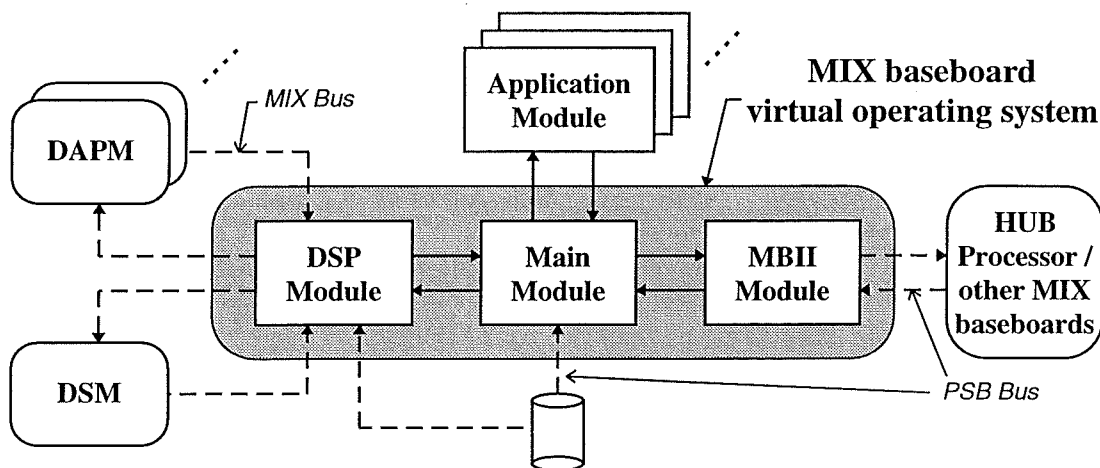 MIX Bus
Application
Module
MIX baseboard
virtual operating system
DAPM
DSP
Module
Main
Module
MBII
Module
HUB
Processor /
other MIX
baseboards
DSM
PSB Bus